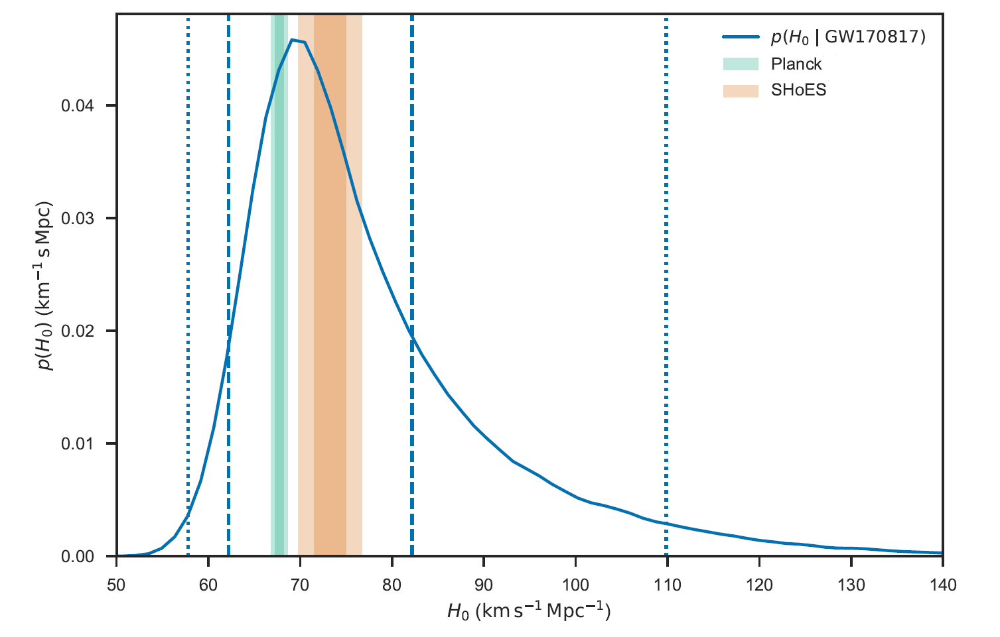 p(H₀ | GW170817)
Planck
SHoES
0.04
0.03
0.02
0.01
0.00
p(H₀) (km⁻¹ s Mpc)
50 60 70 80 90 100 110 120 130 140
H₀ (km s⁻¹ Mpc⁻¹)